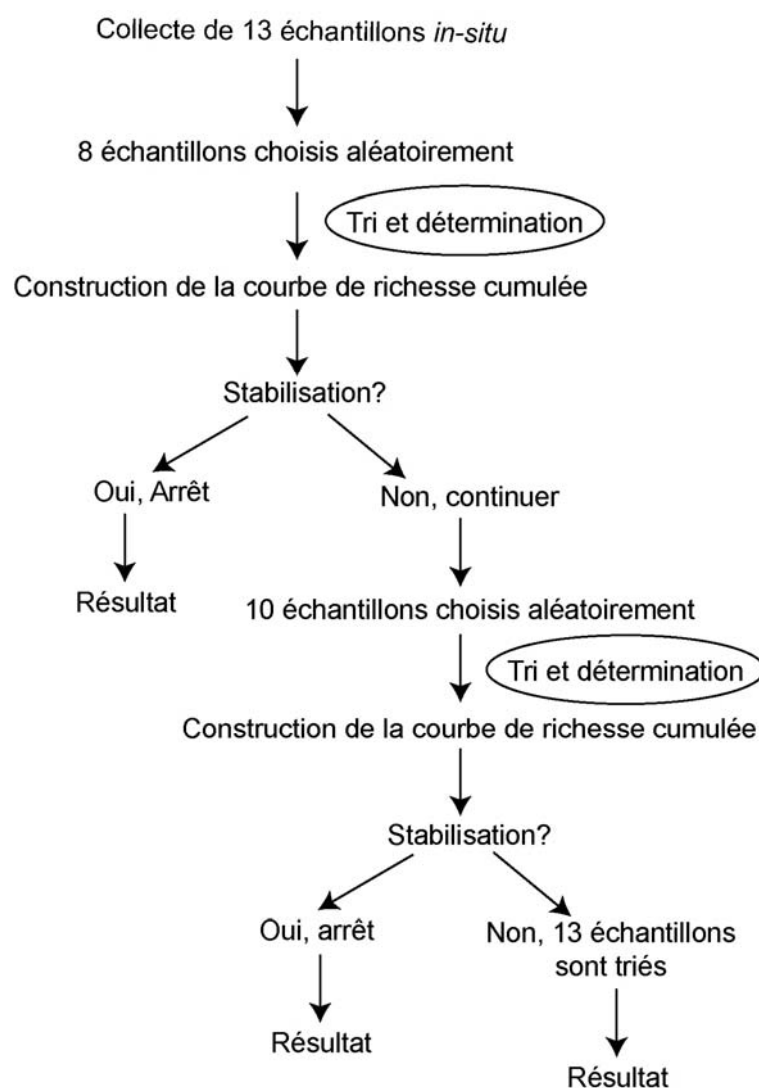 Collecte de 13 échantillons in-situ
8 échantillons choisis aléatoirement
Tri et détermination
Construction de la courbe de richesse cumulée
Stabilisation?
Oui, Arrêt
Non, continuer
Résultat
10 échantillons choisis aléatoirement
Tri et détermination
Construction de la courbe de richesse cumulée
Stabilisation?
Oui, arrêt
Non, 13 échantillons
sont triés
Résultat
Résultat